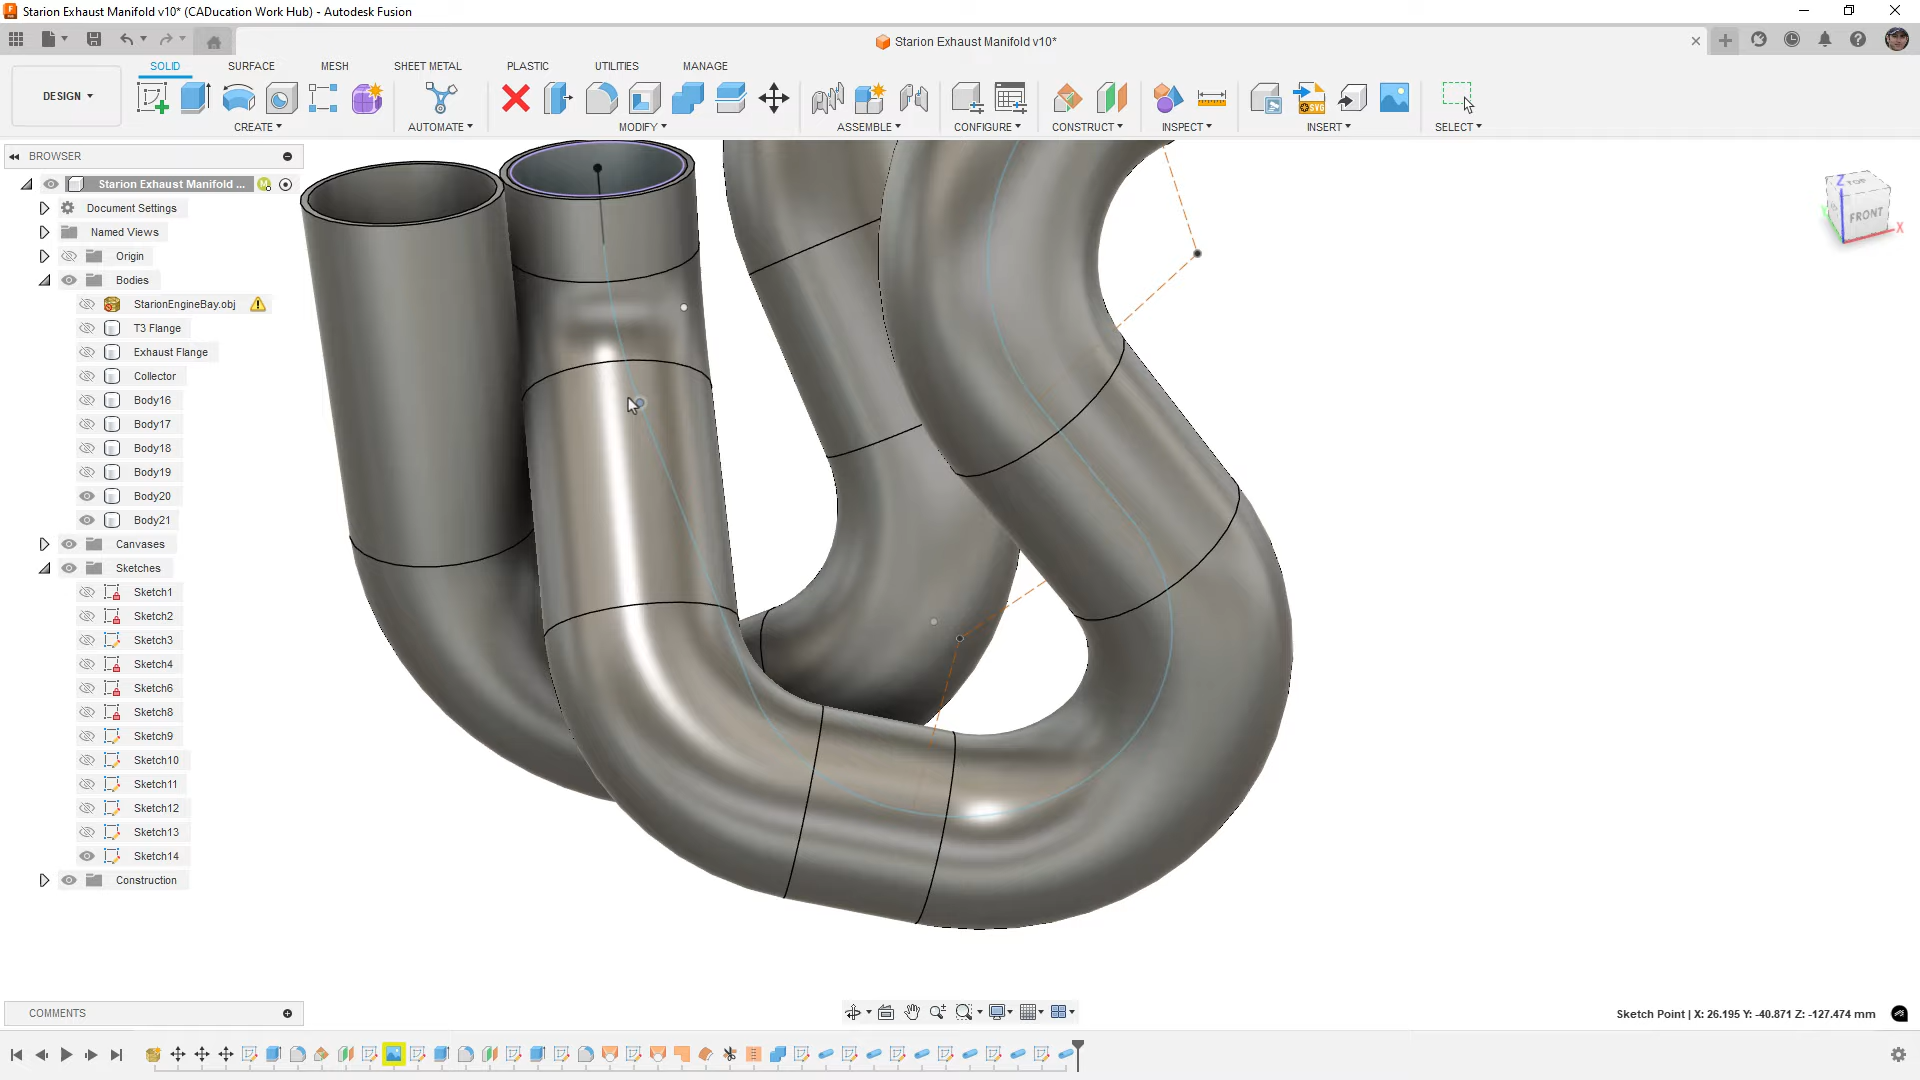 Starion Exhaust Manifold v10* (CADucation Work Hub) - Autodesk Fusion
Starion Exhaust Manifold v10*
DESIGN
SOLID
SURFACE
MESH
SHEET METAL
PLASTIC
UTILITIES
MANAGE
CREATE
AUTOMATE
MODIFY
ASSEMBLE
CONFIGURE
CONSTRUCT
INSPECT
INSERT
SELECT
BROWSER
Starion Exhaust Manifold ...
Document Settings
Named Views
Origin
Bodies
StarionEngineBay.obj
T3 Flange
Exhaust Flange
Collector
Body16
Body17
Body18
Body19
Body20
Body21
Canvases
Sketches
Sketch1
Sketch2
Sketch3
Sketch4
Sketch6
Sketch8
Sketch9
Sketch10
Sketch11
Sketch12
Sketch13
Sketch14
Construction
Z
TOP
FRONT
X
COMMENTS
Sketch Point | X: 26.195 Y: -40.871 Z: -127.474 mm